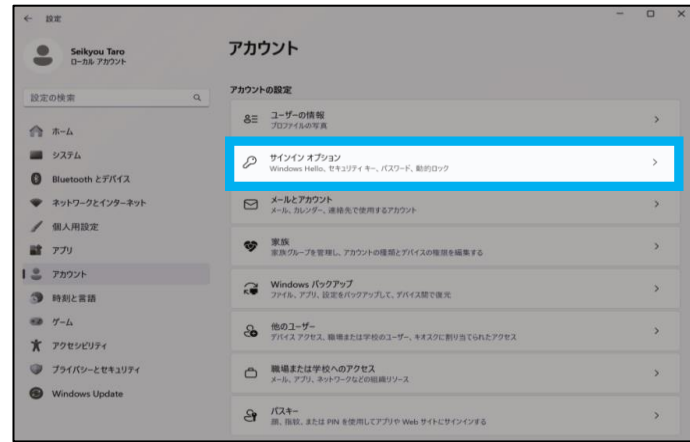 ← 設定
Seikyou Taro
ローカル アカウント
設定の検索
ホーム
システム
Bluetooth とデバイス
ネットワークとインターネット
個人用設定
アプリ
アカウント
時刻と言語
ゲーム
アクセシビリティ
プライバシーとセキュリティ
Windows Update
アカウント
アカウントの設定
ユーザーの情報
プロファイルの写真
サインイン オプション
Windows Hello、セキュリティ キー、パスワード、動的ロック
メールとアカウント
メール、カレンダー、連絡先で使用するアカウント
家族
家族グループを管理し、アカウントの種類とデバイスの権限を編集する
Windows バックアップ
ファイル、アプリ、設定をバックアップして、デバイス間で復元
他のユーザー
デバイス アクセス、職場または学校のユーザー、キオスクに割り当てられたアクセス
職場または学校へのアクセス
メール、アプリ、ネットワークなどの組織リソース
パスキー
顔、指紋、または PIN を使用してアプリや Web サイトにサインインする